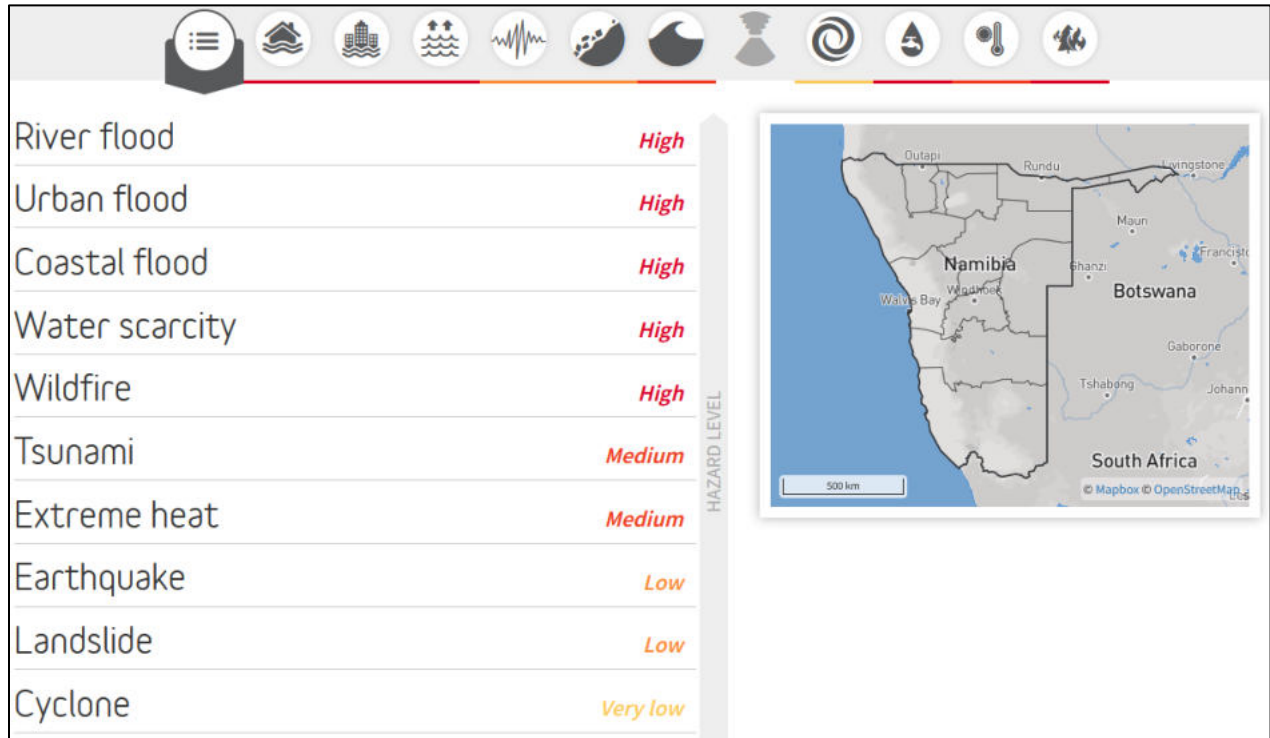 River flood High
Urban flood High
Coastal flood High
Water scarcity High
Wildfire High
Tsunami Medium
Extreme heat Medium
Earthquake Low
Landslide Low
Cyclone Very low
HAZARD LEVEL
Outapi
Rundu
Livingstone
Maun
Francist
Namibia
Ghanzi
Walvis Bay
Windhoek
Botswana
Gaborone
Tshabong
Johann
South Africa
500 km
© Mapbox © OpenStreetMap